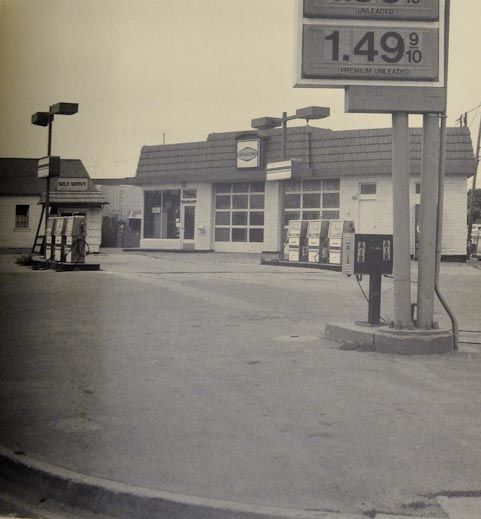 UNLEADED
1.49 9/10
PREMIUM UNLEADED
SELF SERVE